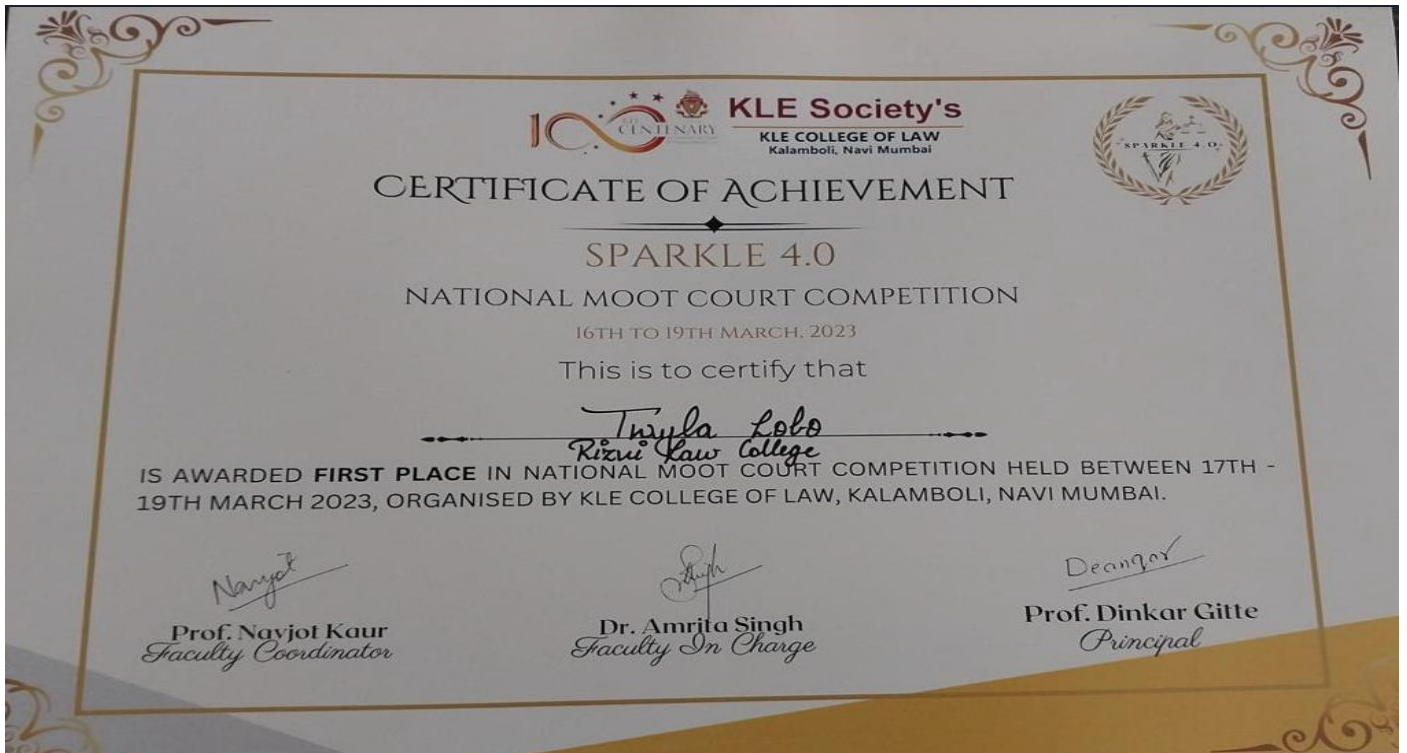 100 CENTENARY
KLE Society's
KLE COLLEGE OF LAW
Kalamboli, Navi Mumbai
SPARKLE 4.0
CERTIFICATE OF ACHIEVEMENT
SPARKLE 4.0
NATIONAL MOOT COURT COMPETITION
16TH TO 19TH MARCH, 2023
This is to certify that
Twyla Lobo
Rizvi Law College
IS AWARDED FIRST PLACE IN NATIONAL MOOT COURT COMPETITION HELD BETWEEN 17TH -
19TH MARCH 2023, ORGANISED BY KLE COLLEGE OF LAW, KALAMBOLI, NAVI MUMBAI.
Navjot
Prof. Navjot Kaur
Dr. Amrita Singh
Prof. Dinkar Gitte
Faculty Coordinator
Faculty In Charge
Principal